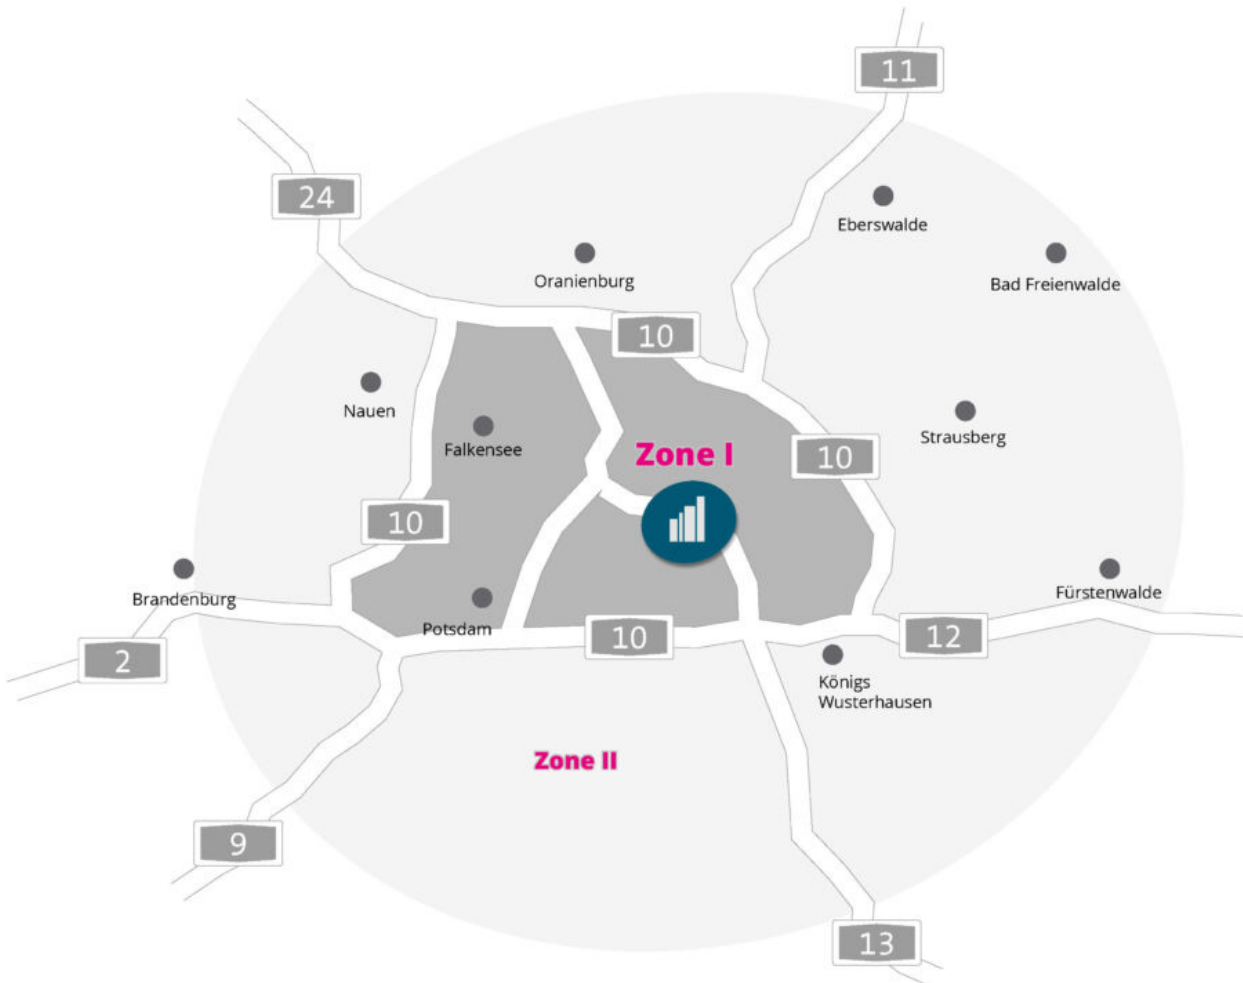 11
24
Eberswalde
Oranienburg
Bad Freienwalde
10
Nauen
Falkensee
Strausberg
Zone I
10
10
Brandenburg
Fürstenwalde
Potsdam
10
12
2
Königs
Wusterhausen
Zone II
9
13